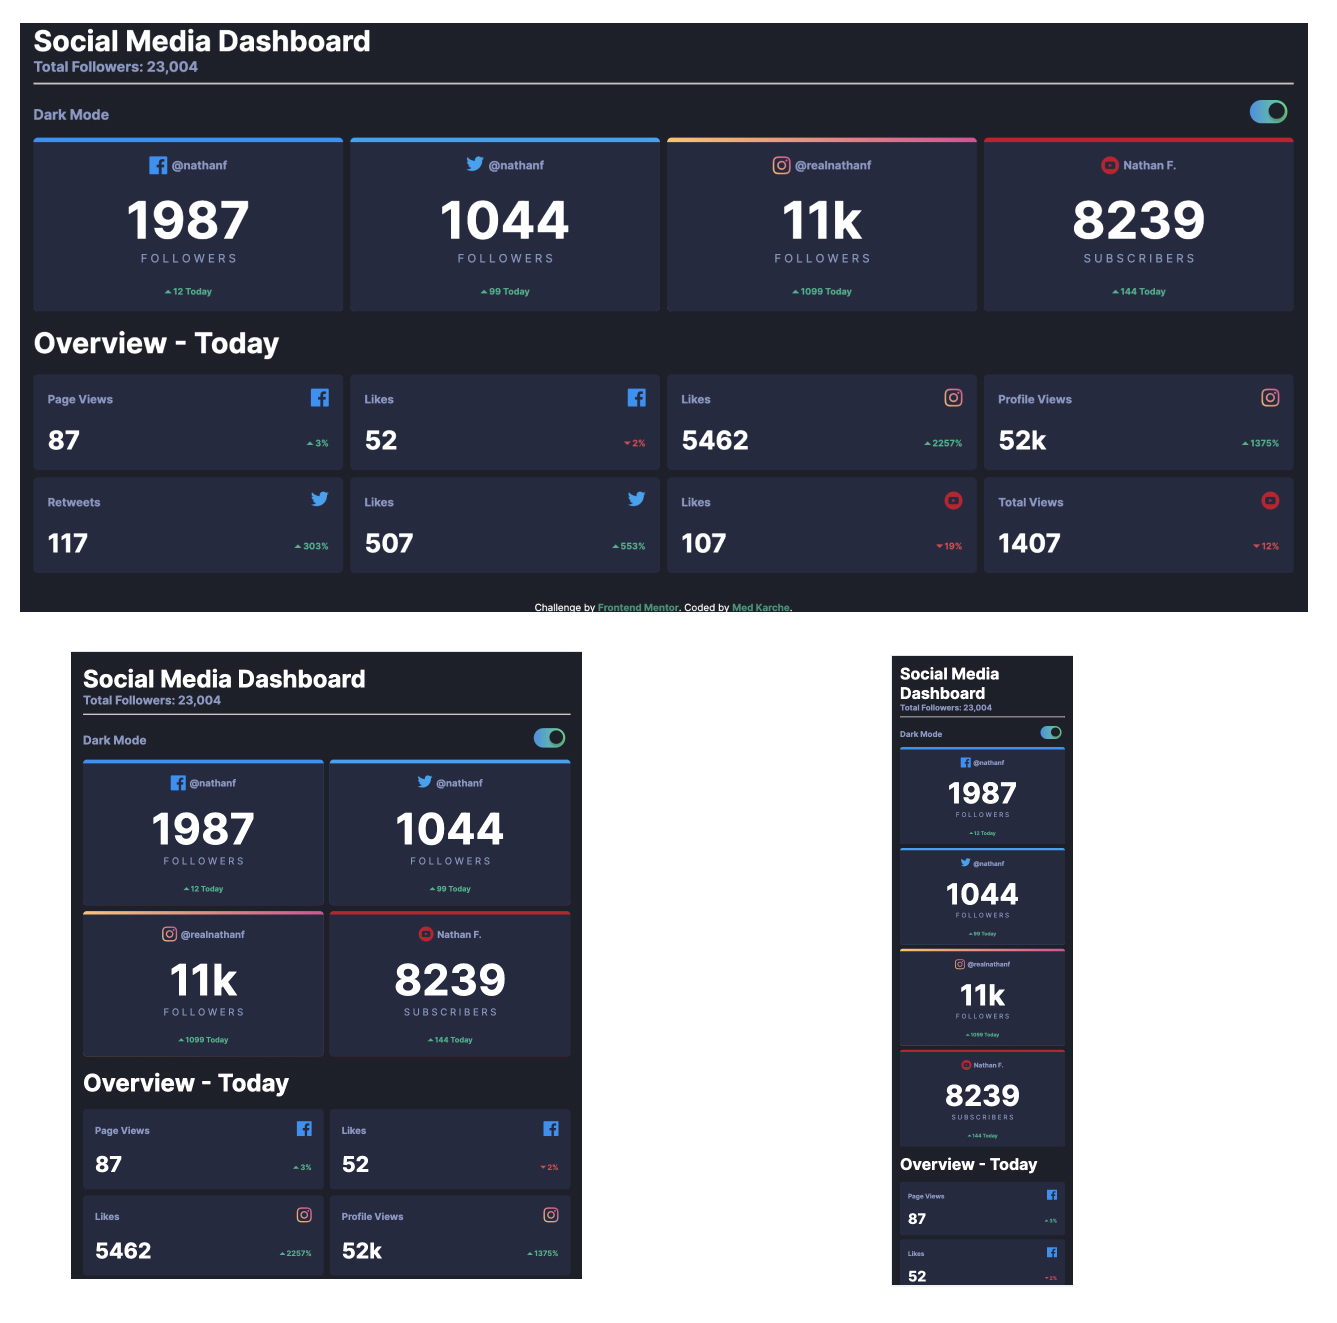 Social Media Dashboard
Total Followers: 23,004
Dark Mode
@nathanf
1987
FOLLOWERS
12 Today
@nathanf
1044
FOLLOWERS
99 Today
@realnathanf
11k
FOLLOWERS
1099 Today
Nathan F.
8239
SUBSCRIBERS
144 Today
Overview - Today
Page Views
87
3%
Likes
52
2%
Likes
5462
2257%
Profile Views
52k
1375%
Retweets
117
303%
Likes
507
553%
Likes
107
19%
Total Views
1407
12%
Challenge by Frontend Mentor. Coded by Med Karche.
Social Media Dashboard
Total Followers: 23,004
Dark Mode
@nathanf
1987
FOLLOWERS
12 Today
@nathanf
1044
FOLLOWERS
99 Today
@realnathanf
11k
FOLLOWERS
1099 Today
Nathan F.
8239
SUBSCRIBERS
144 Today
Overview - Today
Page Views
87
3%
Likes
52
2%
Likes
5462
2257%
Profile Views
52k
1375%
Social Media
Dashboard
Total Followers: 23,004
Dark Mode
@nathanf
1987
FOLLOWERS
12 Today
@nathanf
1044
FOLLOWERS
99 Today
@realnathanf
11k
FOLLOWERS
1099 Today
Nathan F.
8239
SUBSCRIBERS
144 Today
Overview - Today
Page Views
87
3%
Likes
52
2%